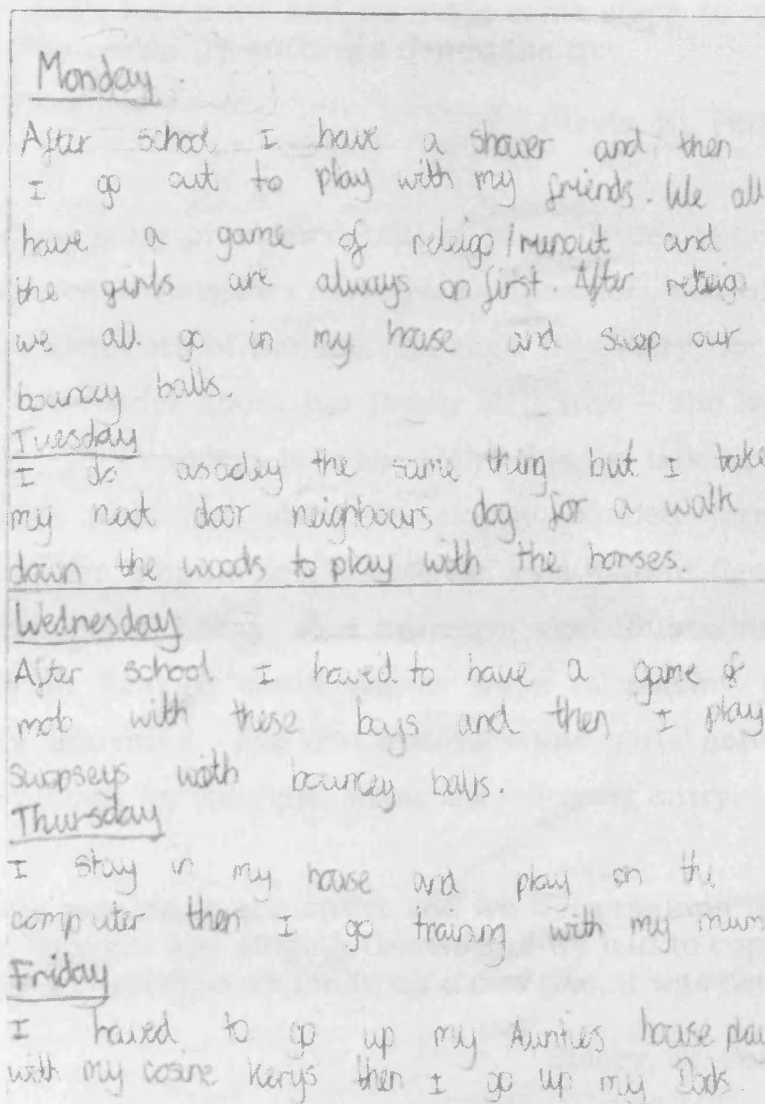 Monday
After school I have a shower and then
I go out to play with my friends. We all
have a game of releigo/runout and
the girls are always on first. After releigo
we all go in my house and swap our
bouncey balls.
Tuesday
I do the same thing but I take
my next door neighbours dog for a walk
down the woods to play with the horses.
Wednesday
After school I haved to have a game of
mob with these boys and then I play
swopseys with bouncey balls.
Thursday
I stay in my house and play on the
computer then I go training with my mum
Friday
I haved to go up my Aunties house play
with my cosine Kerys then I go up my Dads.